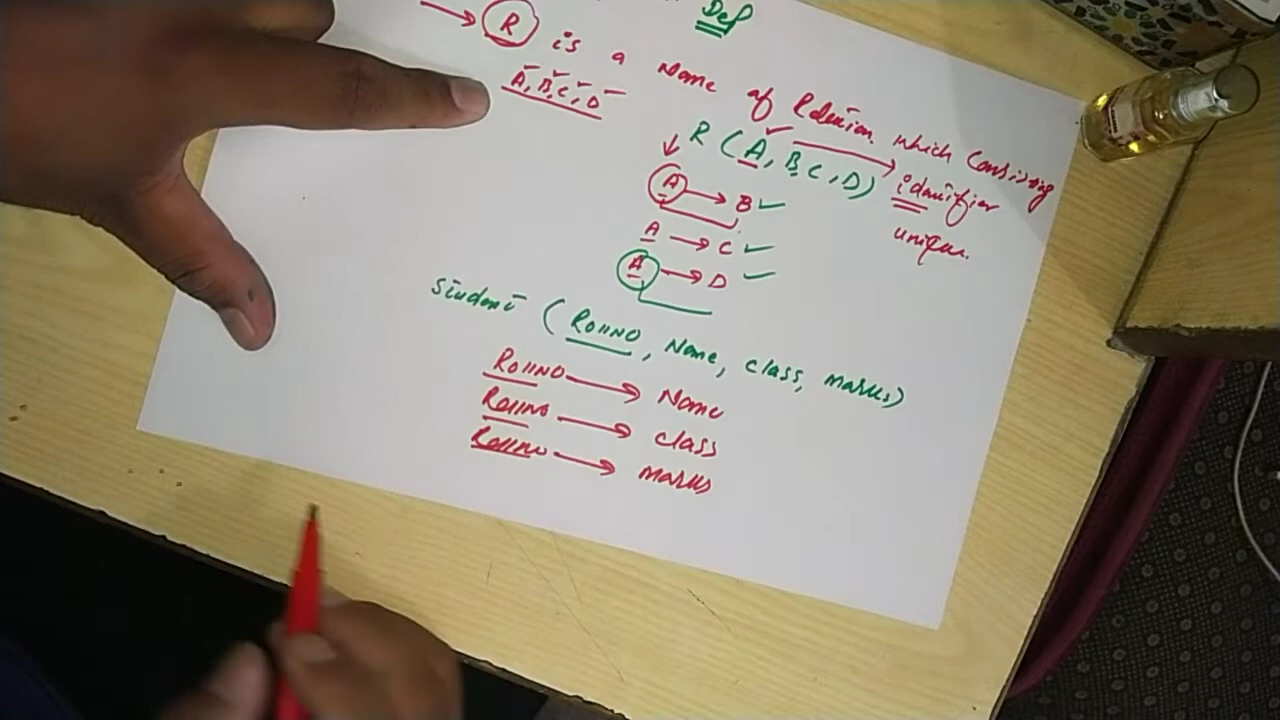 Def
→ R is a Name of Relation which Consisting
A, B, C, D
R (A, B, C, D) → identifier
unique.
A → B ✓
A → C ✓
A → D ✓
Student (RollNO, Name, class, marks)
RollNO → Name
RollNO → class
RollNO → marks